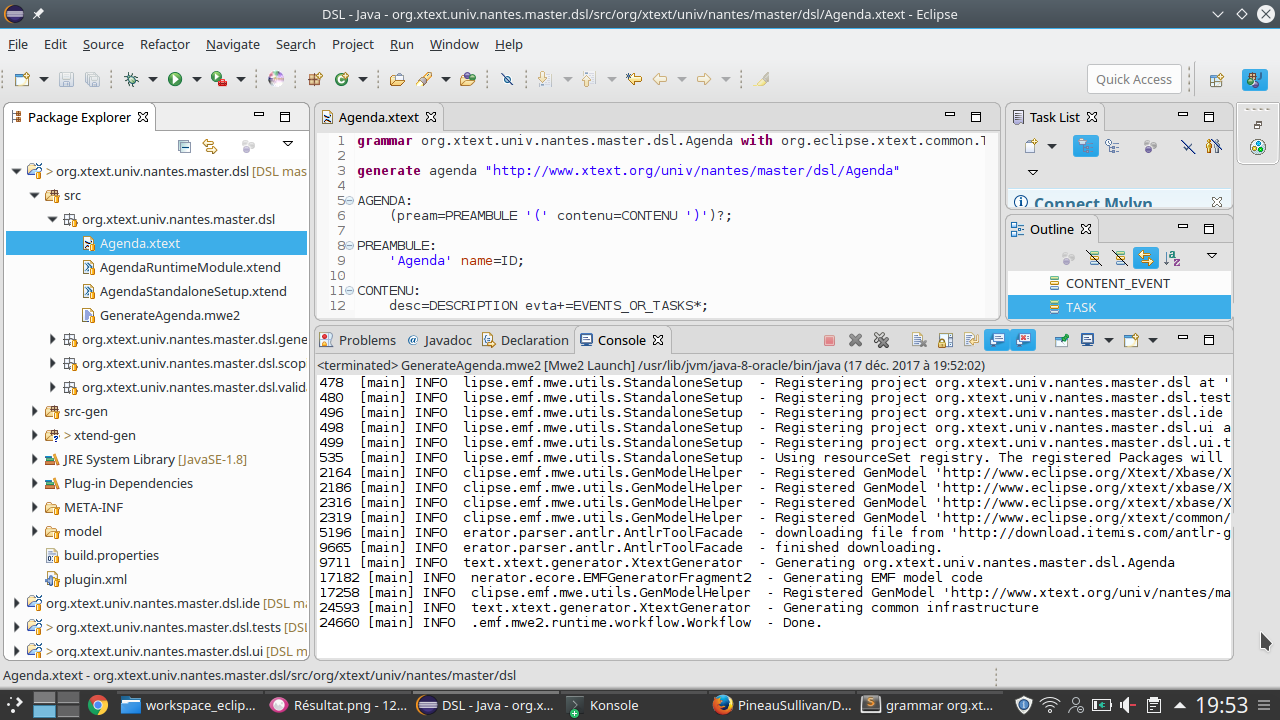 DSL - Java - org.xtext.univ.nantes.master.dsl/src/org/xtext/univ/nantes/master/dsl/Agenda.xtext - Eclipse
File Edit Source Refactor Navigate Search Project Run Window Help
Quick Access
Package Explorer
> org.xtext.univ.nantes.master.dsl [DSL mas
src
org.xtext.univ.nantes.master.dsl
Agenda.xtext
AgendaRuntimeModule.xtend
AgendaStandaloneSetup.xtend
GenerateAgenda.mwe2
org.xtext.univ.nantes.master.dsl.gene
org.xtext.univ.nantes.master.dsl.scop
org.xtext.univ.nantes.master.dsl.valid
src-gen
> xtend-gen
JRE System Library [JavaSE-1.8]
Plug-in Dependencies
META-INF
model
build.properties
plugin.xml
org.xtext.univ.nantes.master.dsl.ide [DSL m
> org.xtext.univ.nantes.master.dsl.tests [DSL
> org.xtext.univ.nantes.master.dsl.ui [DSL m
Agenda.xtext
1 grammar org.xtext.univ.nantes.master.dsl.Agenda with org.eclipse.xtext.common.T
2
3 generate agenda "http://www.xtext.org/univ/nantes/master/dsl/Agenda"
4
5 AGENDA:
6 (pream=PREAMBULE '(' contenu=CONTENU ')')?;
7
8 PREAMBULE:
9 'Agenda' name=ID;
10
11 CONTENU:
12 desc=DESCRIPTION evta+=EVENTS_OR_TASKS*;
Task List
Connect Mylyn
Outline
CONTENT_EVENT
TASK
Problems @ Javadoc Declaration Console
<terminated> GenerateAgenda.mwe2 [Mwe2 Launch] /usr/lib/jvm/java-8-oracle/bin/java (17 déc. 2017 à 19:52:02)
478 [main] INFO lipse.emf.mwe.utils.StandaloneSetup - Registering project org.xtext.univ.nantes.master.dsl at '
480 [main] INFO lipse.emf.mwe.utils.StandaloneSetup - Registering project org.xtext.univ.nantes.master.dsl.test
496 [main] INFO lipse.emf.mwe.utils.StandaloneSetup - Registering project org.xtext.univ.nantes.master.dsl.ide
498 [main] INFO lipse.emf.mwe.utils.StandaloneSetup - Registering project org.xtext.univ.nantes.master.dsl.ui a
499 [main] INFO lipse.emf.mwe.utils.StandaloneSetup - Registering project org.xtext.univ.nantes.master.dsl.ui.t
535 [main] INFO lipse.emf.mwe.utils.StandaloneSetup - Using resourceSet registry. The registered Packages will
2164 [main] INFO clipse.emf.mwe.utils.GenModelHelper - Registered GenModel 'http://www.eclipse.org/Xtext/Xbase/X
2186 [main] INFO clipse.emf.mwe.utils.GenModelHelper - Registered GenModel 'http://www.eclipse.org/xtext/xbase/X
2316 [main] INFO clipse.emf.mwe.utils.GenModelHelper - Registered GenModel 'http://www.eclipse.org/xtext/xbase/X
2319 [main] INFO clipse.emf.mwe.utils.GenModelHelper - Registered GenModel 'http://www.eclipse.org/xtext/common/
5196 [main] INFO erator.parser.antlr.AntlrToolFacade - downloading file from 'http://download.itemis.com/antlr-g
9665 [main] INFO erator.parser.antlr.AntlrToolFacade - finished downloading.
9711 [main] INFO text.xtext.generator.XtextGenerator - Generating org.xtext.univ.nantes.master.dsl.Agenda
17182 [main] INFO nerator.ecore.EMFGeneratorFragment2 - Generating EMF model code
17258 [main] INFO clipse.emf.mwe.utils.GenModelHelper - Registered GenModel 'http://www.xtext.org/univ/nantes/ma
24593 [main] INFO text.xtext.generator.XtextGenerator - Generating common infrastructure
24660 [main] INFO .emf.mwe2.runtime.workflow.Workflow - Done.
Agenda.xtext - org.xtext.univ.nantes.master.dsl/src/org/xtext/univ/nantes/master/dsl
workspace_eclip... Résultat.png - 12... DSL - Java - org.x... Konsole PineauSullivan/D... grammar org.xt... 19:53